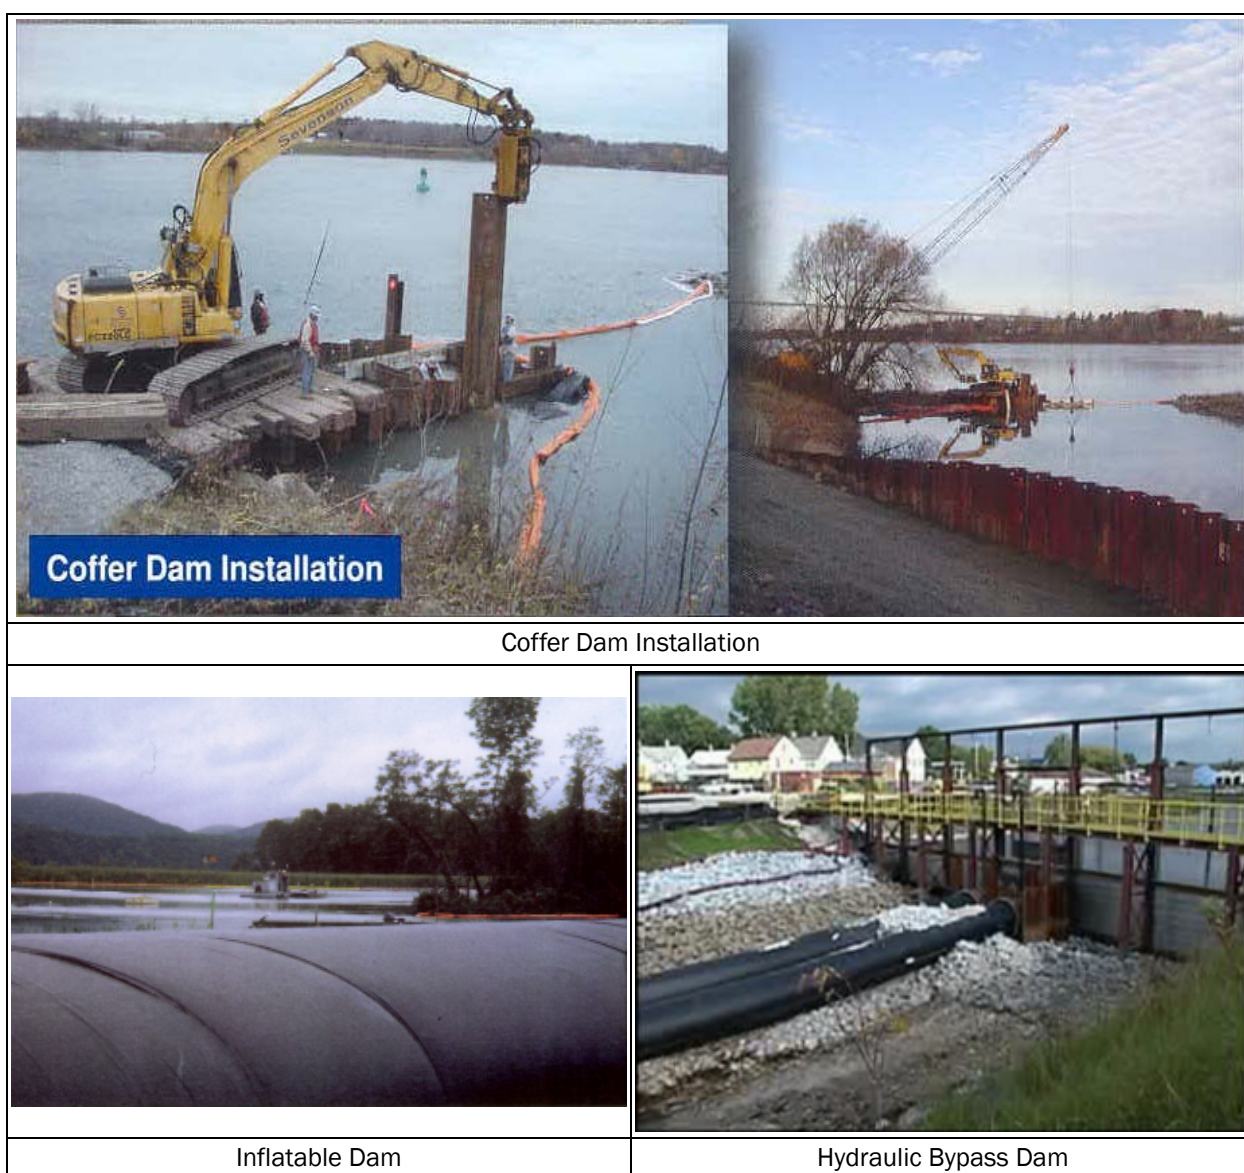 Sevenson
Coffer Dam Installation
Coffer Dam Installation
Inflatable Dam
Hydraulic Bypass Dam